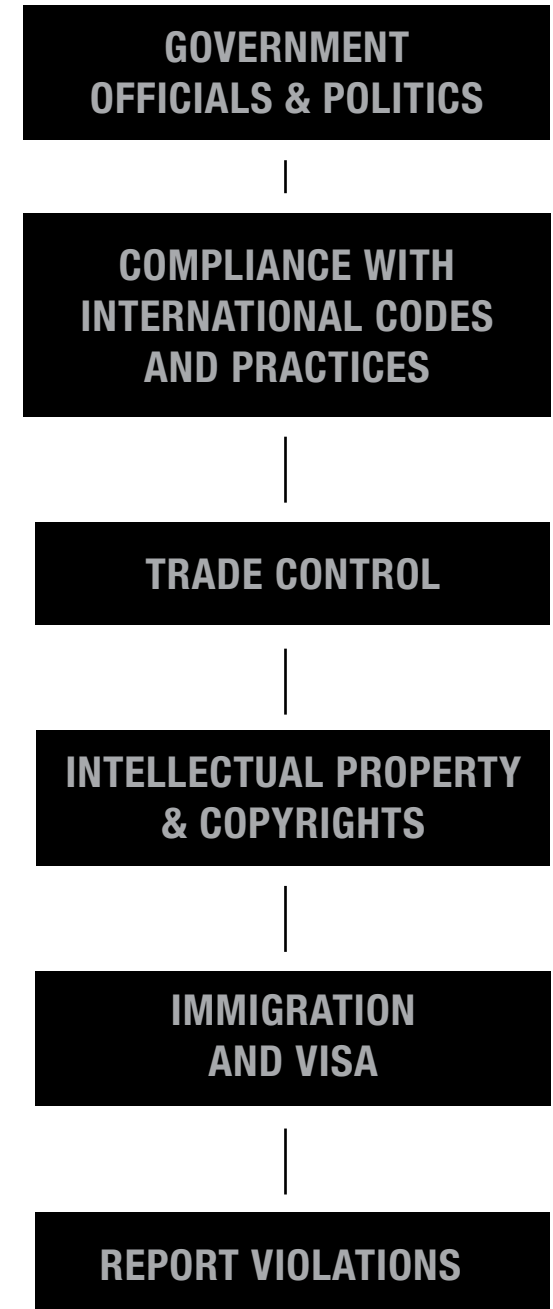 GOVERNMENT
OFFICIALS & POLITICS
COMPLIANCE WITH
INTERNATIONAL CODES
AND PRACTICES
TRADE CONTROL
INTELLECTUAL PROPERTY
& COPYRIGHTS
IMMIGRATION
AND VISA
REPORT VIOLATIONS